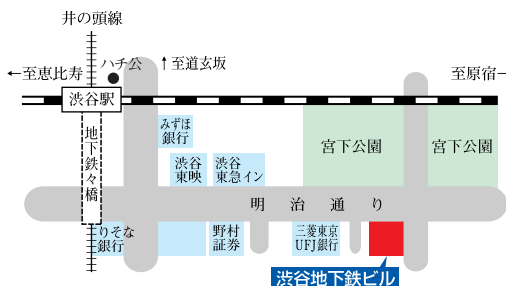 井の頭線
ハチ公
↑至道玄坂
←至恵比寿
至原宿
渋谷駅
地下鉄々橋
みずほ
銀行
渋谷
東映
渋谷
東急イン
宮下公園
宮下公園
明治通り
りそな
銀行
野村
証券
三菱東京
UFJ銀行
渋谷地下鉄ビル